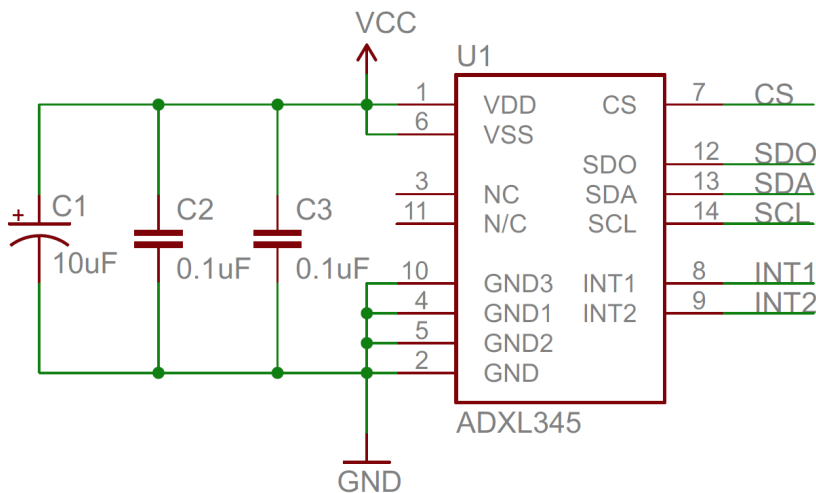 VCC
U1
1 VDD CS 7 CS
6 VSS
SDO 12 SDO
3 NC SDA 13 SDA
11 N/C SCL 14 SCL
+ C1
10uF
C2
0.1uF
C3
0.1uF
10 GND3 INT1 8 INT1
4 GND1 INT2 9 INT2
5 GND2
2 GND
ADXL345
GND